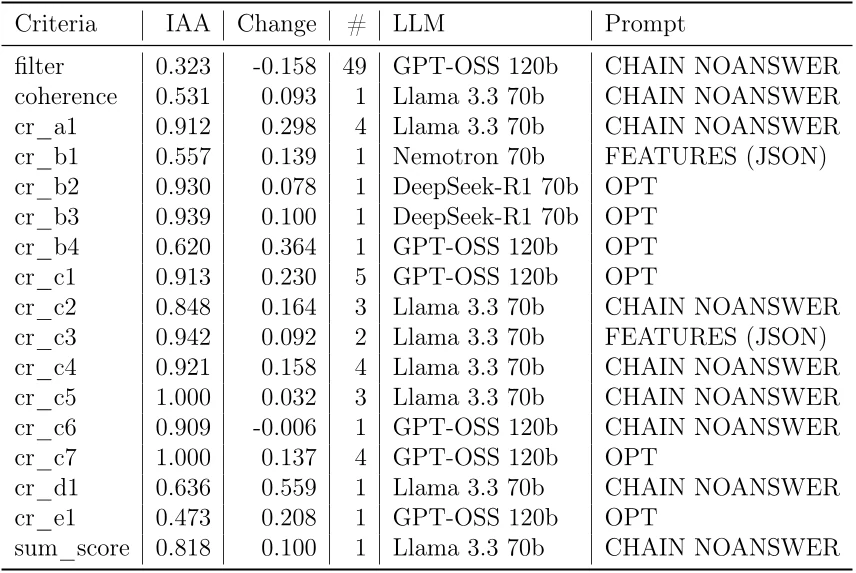 Criteria IAA Change # LLM Prompt
filter 0.323 -0.158 49 GPT-OSS 120b CHAIN NOANSWER
coherence 0.531 0.093 1 Llama 3.3 70b CHAIN NOANSWER
cr_a1 0.912 0.298 4 Llama 3.3 70b CHAIN NOANSWER
cr_b1 0.557 0.139 1 Nemotron 70b FEATURES (JSON)
cr_b2 0.930 0.078 1 DeepSeek-R1 70b OPT
cr_b3 0.939 0.100 1 DeepSeek-R1 70b OPT
cr_b4 0.620 0.364 1 GPT-OSS 120b OPT
cr_c1 0.913 0.230 5 GPT-OSS 120b OPT
cr_c2 0.848 0.164 3 Llama 3.3 70b CHAIN NOANSWER
cr_c3 0.942 0.092 2 Llama 3.3 70b FEATURES (JSON)
cr_c4 0.921 0.158 4 Llama 3.3 70b CHAIN NOANSWER
cr_c5 1.000 0.032 3 Llama 3.3 70b CHAIN NOANSWER
cr_c6 0.909 -0.006 1 GPT-OSS 120b CHAIN NOANSWER
cr_c7 1.000 0.137 4 GPT-OSS 120b OPT
cr_d1 0.636 0.559 1 Llama 3.3 70b CHAIN NOANSWER
cr_e1 0.473 0.208 1 GPT-OSS 120b OPT
sum_score 0.818 0.100 1 Llama 3.3 70b CHAIN NOANSWER